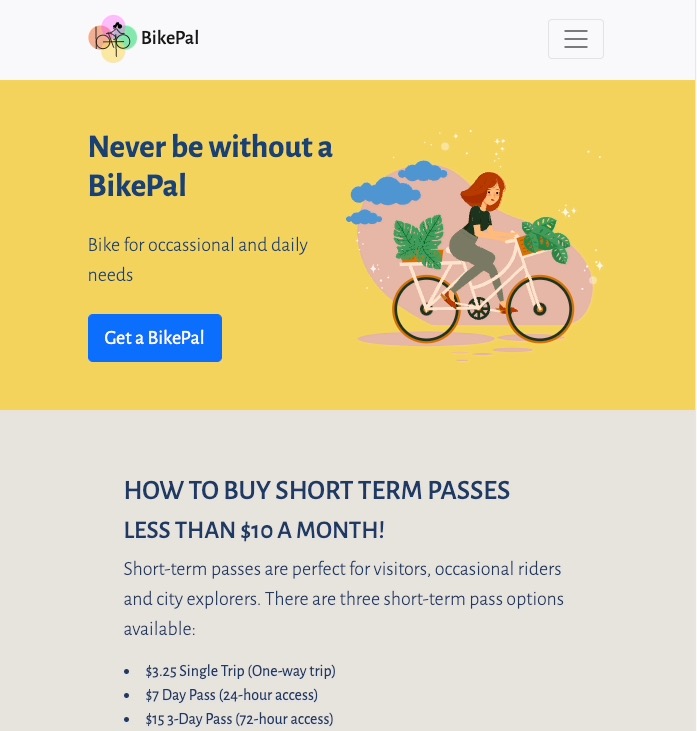 BikePal
Never be without a
BikePal
Bike for occassional and daily
needs
Get a BikePal
HOW TO BUY SHORT TERM PASSES
LESS THAN $10 A MONTH!
Short-term passes are perfect for visitors, occasional riders
and city explorers. There are three short-term pass options
available:
• $3.25 Single Trip (One-way trip)
• $7 Day Pass (24-hour access)
• $15 3-Day Pass (72-hour access)